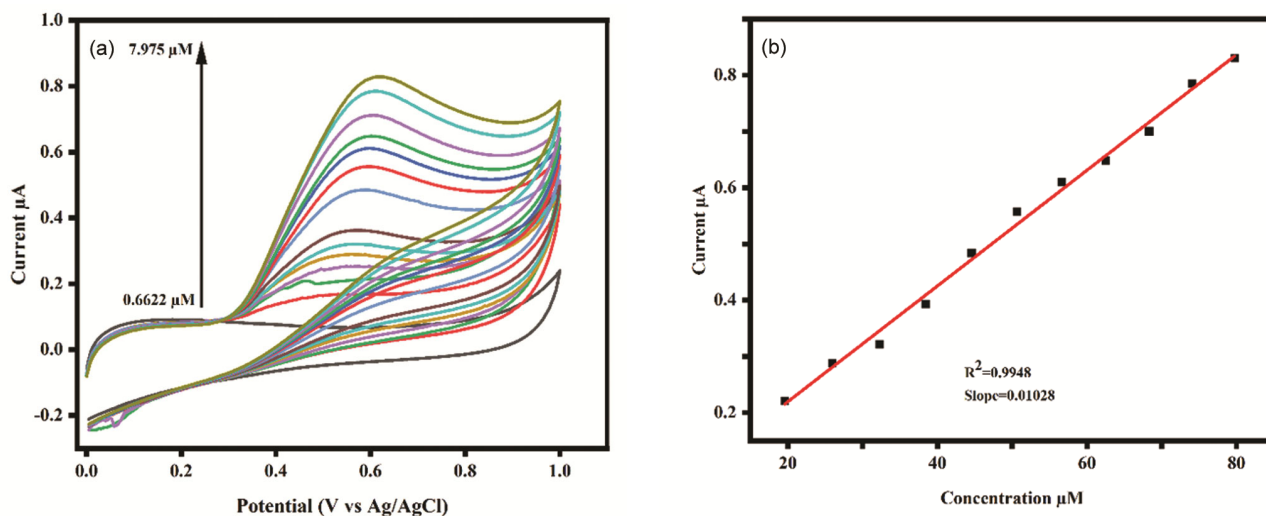 (a)
7.975 µM
0.6622 µM
Current µA
1.0
0.8
0.6
0.4
0.2
0.0
-0.2
0.0 0.2 0.4 0.6 0.8 1.0
Potential (V vs Ag/AgCl)
(b)
Current µA
0.8
0.6
0.4
0.2
R²=0.9948
Slope=0.01028
20 40 60 80
Concentration µM